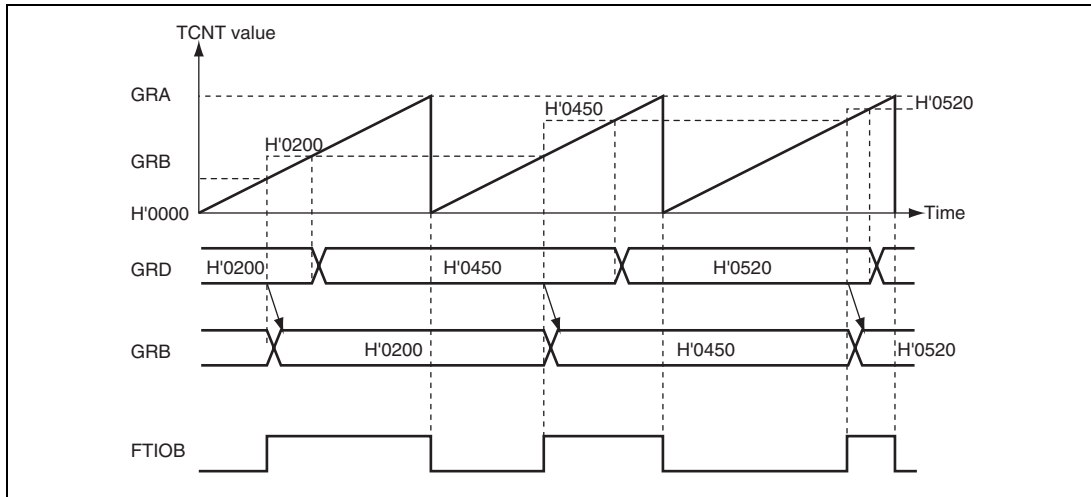 TCNT value
GRA
H'0450
H'0520
H'0200
GRB
H'0000
Time
GRD
H'0200
H'0450
H'0520
GRB
H'0200
H'0450
H'0520
FTIOB